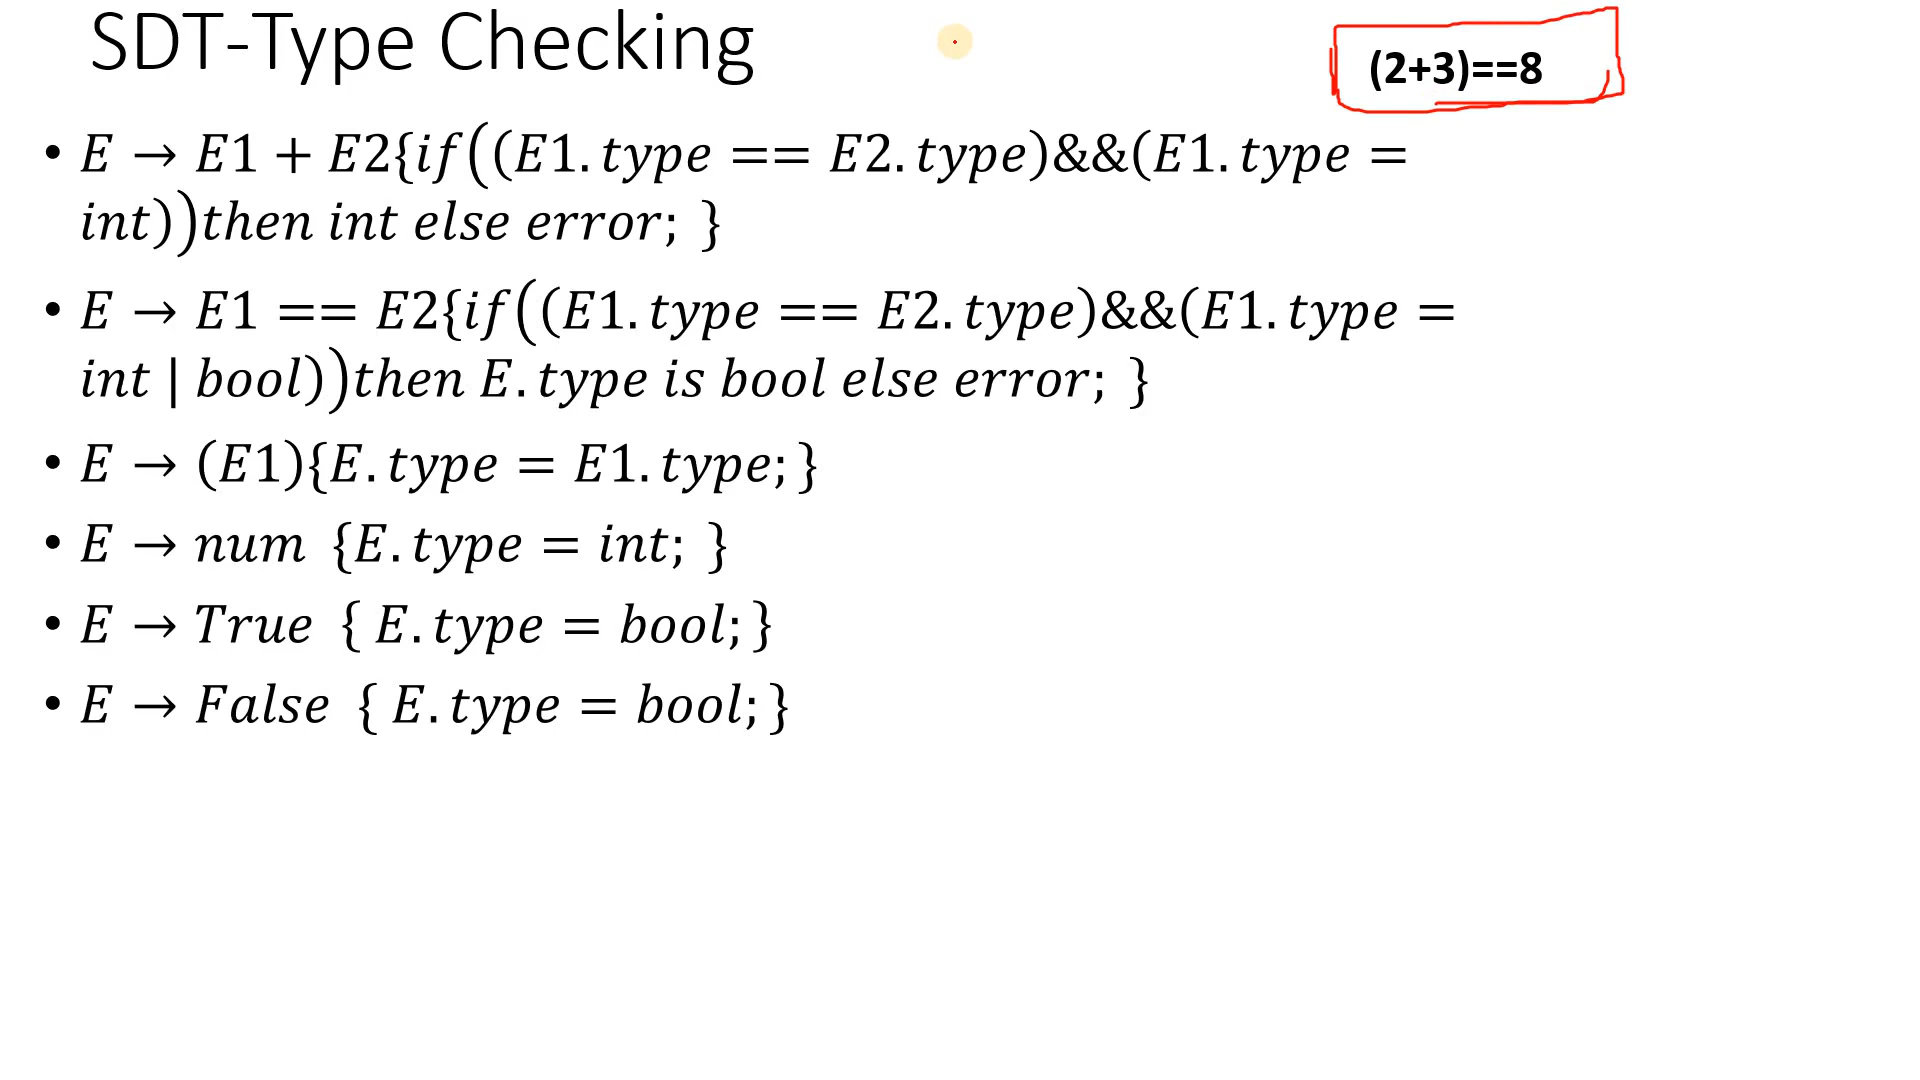 SDT-Type Checking
(2+3)==8
• E → E1 + E2{if((E1.type == E2.type)&&(E1.type =
int))then int else error; }
• E → E1 == E2{if((E1.type == E2.type)&&(E1.type =
int | bool))then E.type is bool else error; }
• E → (E1){E.type = E1.type;}
• E → num {E.type = int; }
• E → True { E.type = bool;}
• E → False { E.type = bool;}